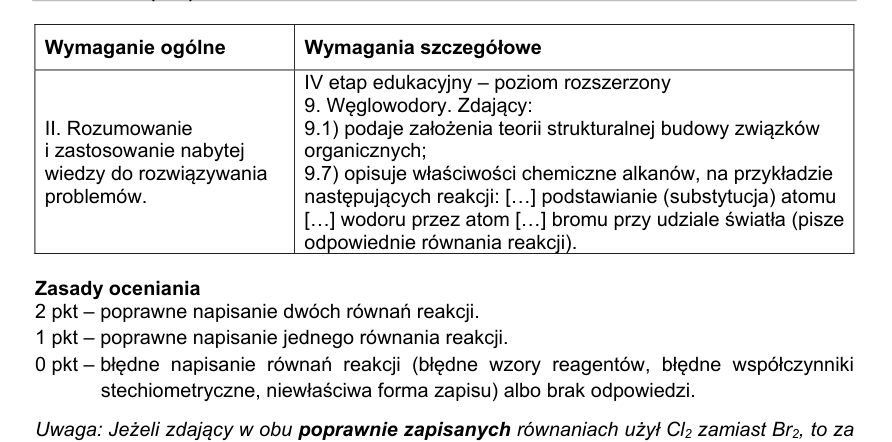 Wymaganie ogólne
Wymagania szczegółowe
II. Rozumowanie
i zastosowanie nabytej
wiedzy do rozwiązywania
problemów.
IV etap edukacyjny – poziom rozszerzony
9. Węglowodory. Zdający:
9.1) podaje założenia teorii strukturalnej budowy związków
organicznych;
9.7) opisuje właściwości chemiczne alkanów, na przykładzie
następujących reakcji: […] podstawianie (substytucja) atomu
[…] wodoru przez atom […] bromu przy udziale światła (pisze
odpowiednie równania reakcji).
Zasady oceniania
2 pkt – poprawne napisanie dwóch równań reakcji.
1 pkt – poprawne napisanie jednego równania reakcji.
0 pkt – błędne napisanie równań reakcji (błędne wzory reagentów, błędne współczynniki
stechiometryczne, niewłaściwa forma zapisu) albo brak odpowiedzi.
Uwaga: Jeżeli zdający w obu poprawnie zapisanych równaniach użył Cl₂ zamiast Br₂, to za